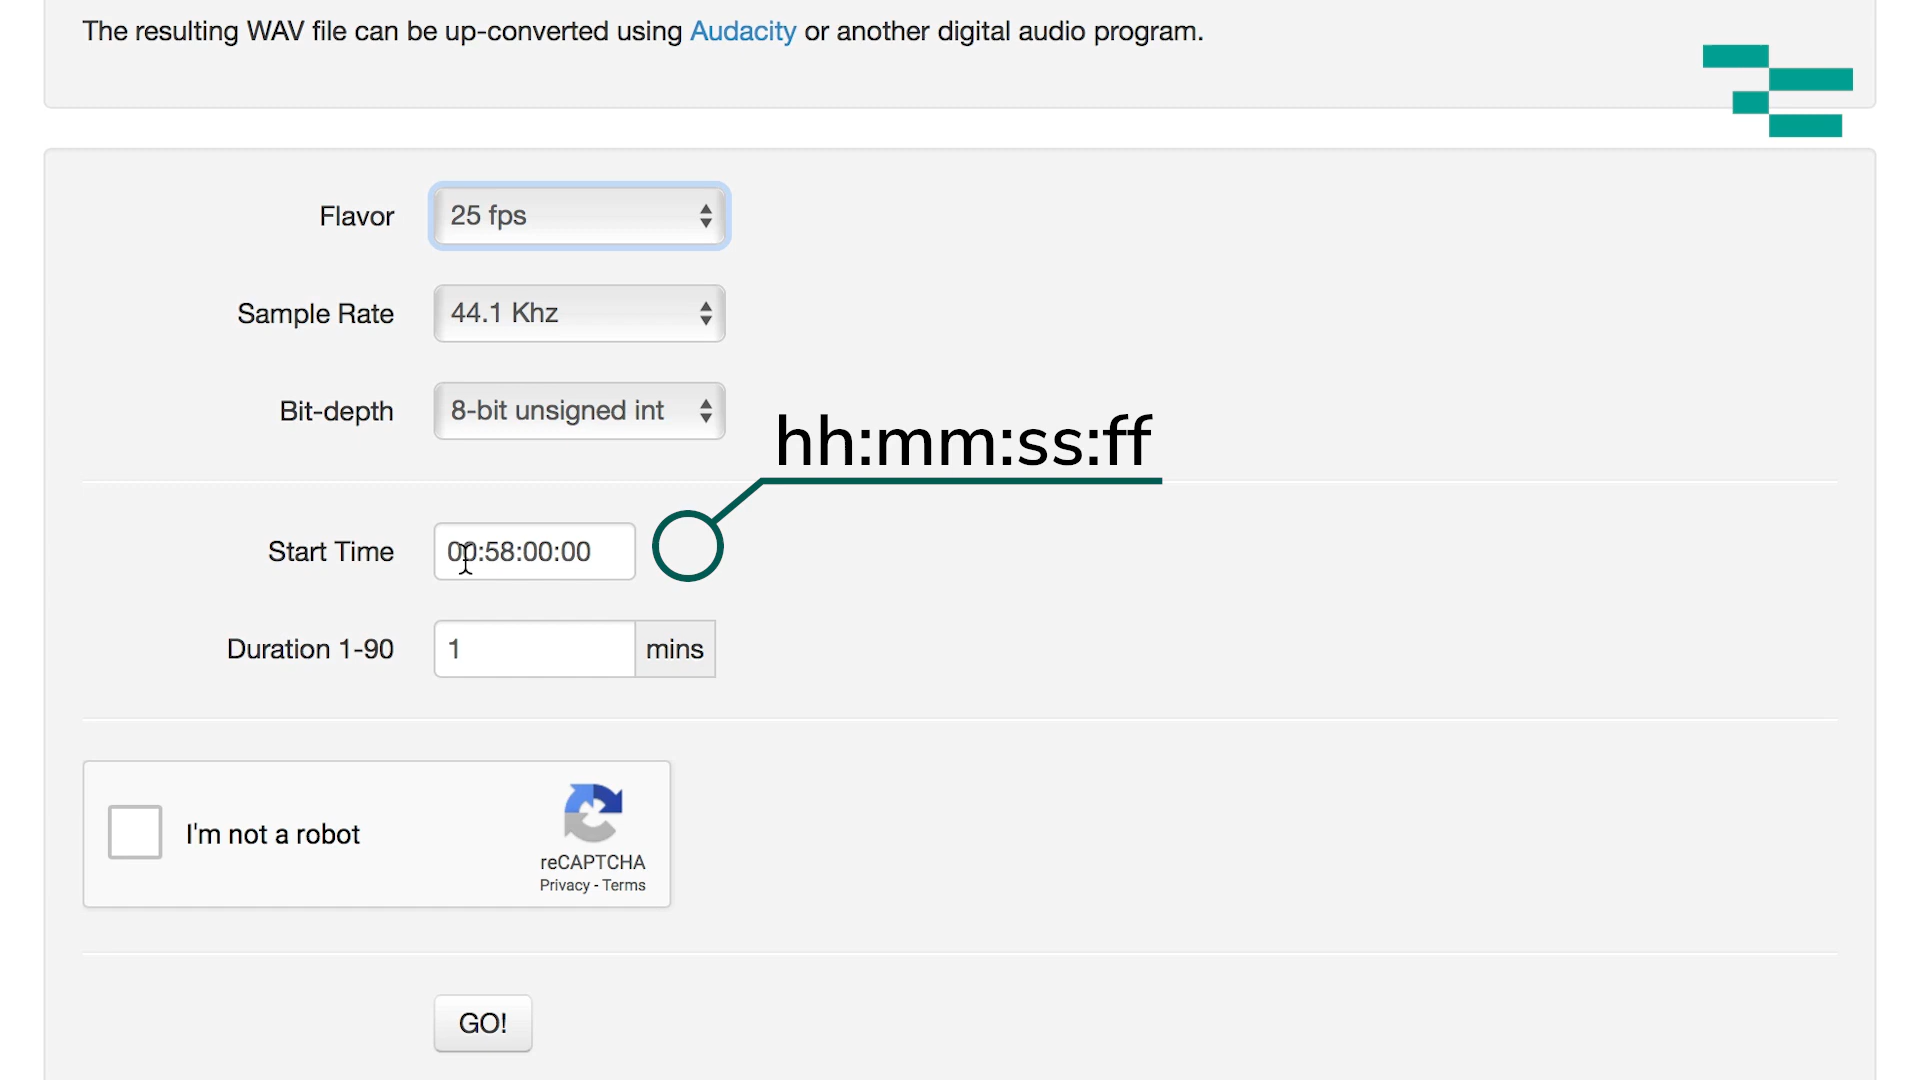 The resulting WAV file can be up-converted using Audacity or another digital audio program.
Flavor 25 fps
Sample Rate 44.1 Khz
Bit-depth 8-bit unsigned int
hh:mm:ss:ff
Start Time 00:58:00:00
Duration 1-90 1 mins
I'm not a robot
reCAPTCHA
Privacy - Terms
GO!